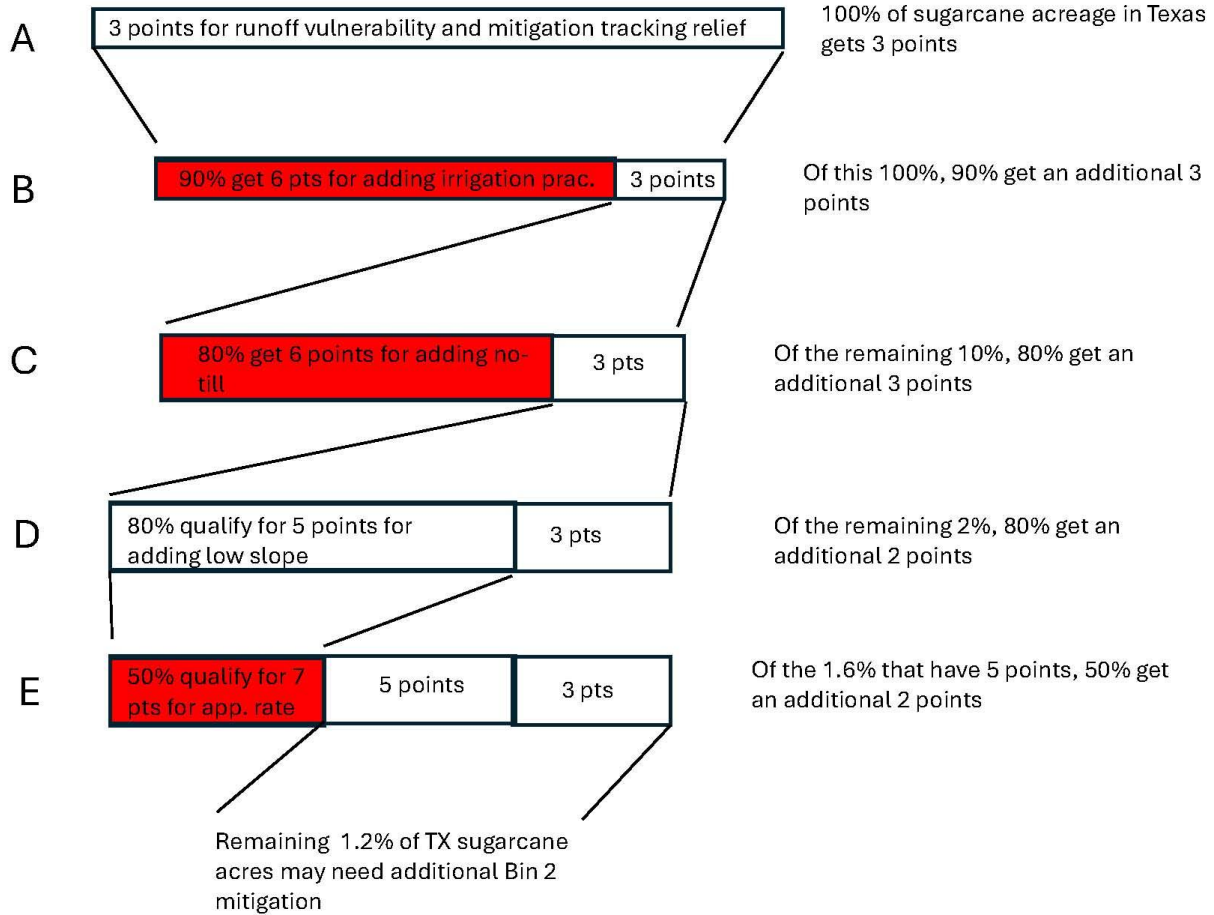 A
3 points for runoff vulnerability and mitigation tracking relief
100% of sugarcane acreage in Texas
gets 3 points
B
90% get 6 pts for adding irrigation prac.
3 points
Of this 100%, 90% get an additional 3
points
C
80% get 6 points for adding no-
till
3 pts
Of the remaining 10%, 80% get an
additional 3 points
D
80% qualify for 5 points for
adding low slope
3 pts
Of the remaining 2%, 80% get an
additional 2 points
E
50% qualify for 7
pts for app. rate
5 points
3 pts
Of the 1.6% that have 5 points, 50% get
an additional 2 points
Remaining 1.2% of TX sugarcane
acres may need additional Bin 2
mitigation